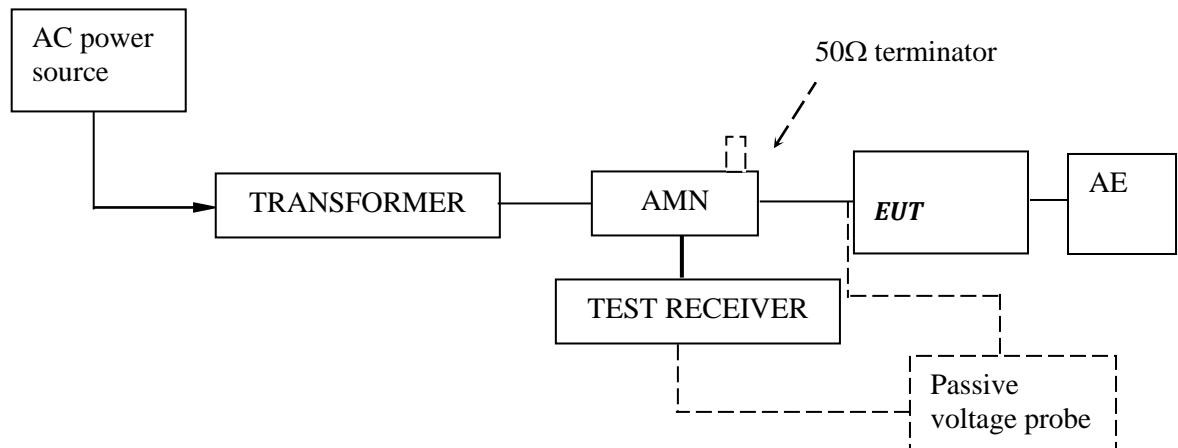 AC power
source
50Ω terminator
TRANSFORMER
AMN
EUT
AE
TEST RECEIVER
Passive
voltage probe